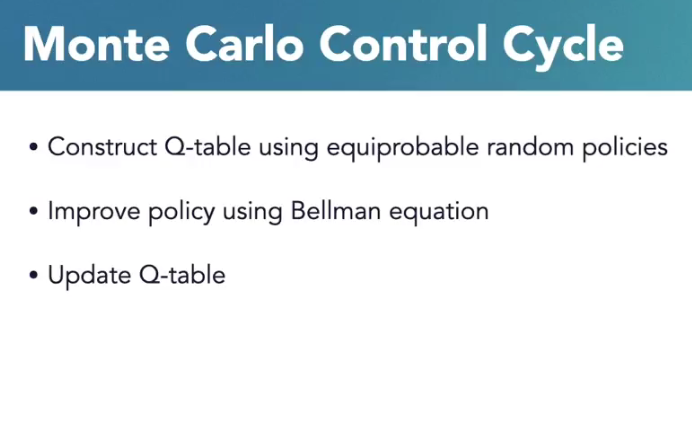 Monte Carlo Control Cycle
• Construct Q-table using equiprobable random policies
• Improve policy using Bellman equation
• Update Q-table